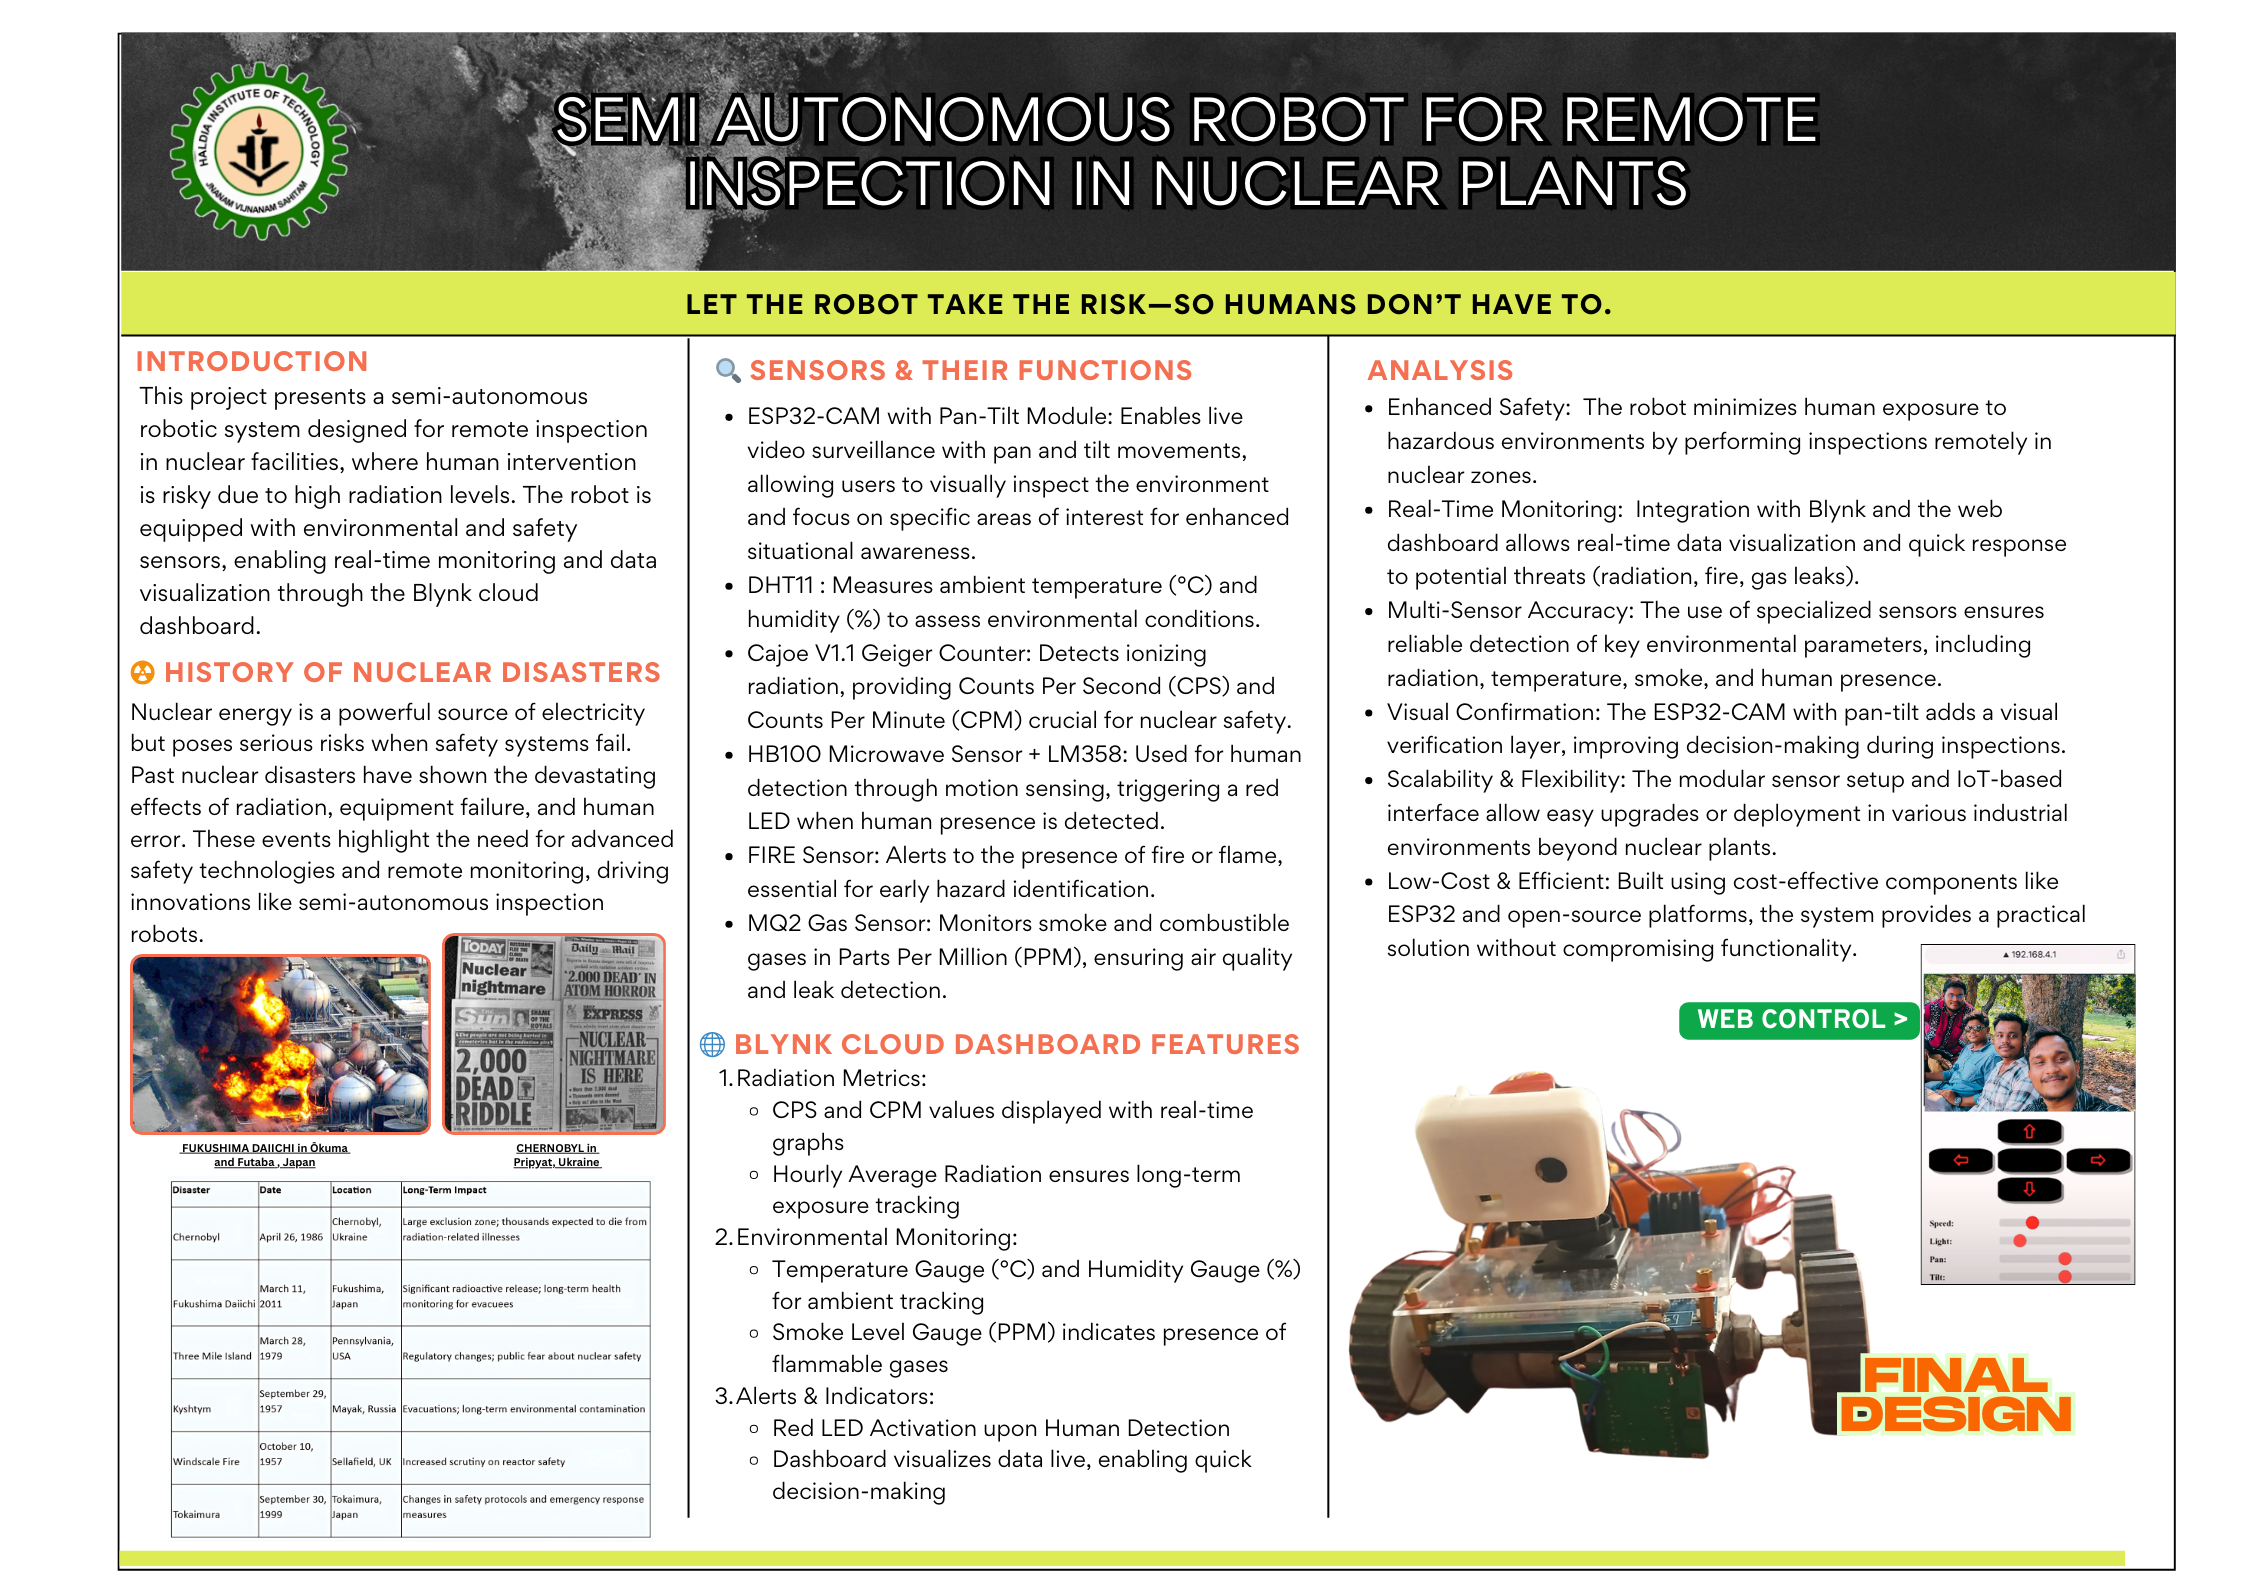 HALDIA INSTITUTE OF TECHNOLOGY
JNANAM VIJNANAM SAHITAM
SEMI AUTONOMOUS ROBOT FOR REMOTE
INSPECTION IN NUCLEAR PLANTS
LET THE ROBOT TAKE THE RISK—SO HUMANS DON’T HAVE TO.
INTRODUCTION
This project presents a semi-autonomous
robotic system designed for remote inspection
in nuclear facilities, where human intervention
is risky due to high radiation levels. The robot is
equipped with environmental and safety
sensors, enabling real-time monitoring and data
visualization through the Blynk cloud
dashboard.
HISTORY OF NUCLEAR DISASTERS
Nuclear energy is a powerful source of electricity
but poses serious risks when safety systems fail.
Past nuclear disasters have shown the devastating
effects of radiation, equipment failure, and human
error. These events highlight the need for advanced
safety technologies and remote monitoring, driving
innovations like semi-autonomous inspection
robots.
TODAY
Nuclear
nightmare
Daily Mail
‘2,000 DEAD’ IN
ATOM HORROR
Sun
2,000
DEAD
RIDDLE
EXPRESS
NUCLEAR
NIGHTMARE
IS HERE
FUKUSHIMA DAIICHI in Ōkuma
and Futaba , Japan
CHERNOBYL in
Pripyat, Ukraine
Disaster Date Location Long-Term Impact
Chernobyl April 26, 1986 Chernobyl, Ukraine Large exclusion zone; thousands expected to die from radiation-related illnesses
Fukushima Daiichi March 11, 2011 Fukushima, Japan Significant radioactive release; long-term health monitoring for evacuees
Three Mile Island March 28, 1979 Pennsylvania, USA Regulatory changes; public fear about nuclear safety
Kyshtym September 29, 1957 Mayak, Russia Evacuations; long-term environmental contamination
Windscale Fire October 10, 1957 Sellafield, UK Increased scrutiny on reactor safety
Tokaimura September 30, 1999 Tokaimura, Japan Changes in safety protocols and emergency response measures
SENSORS & THEIR FUNCTIONS
• ESP32-CAM with Pan-Tilt Module: Enables live
video surveillance with pan and tilt movements,
allowing users to visually inspect the environment
and focus on specific areas of interest for enhanced
situational awareness.
• DHT11 : Measures ambient temperature (°C) and
humidity (%) to assess environmental conditions.
• Cajoe V1.1 Geiger Counter: Detects ionizing
radiation, providing Counts Per Second (CPS) and
Counts Per Minute (CPM) crucial for nuclear safety.
• HB100 Microwave Sensor + LM358: Used for human
detection through motion sensing, triggering a red
LED when human presence is detected.
• FIRE Sensor: Alerts to the presence of fire or flame,
essential for early hazard identification.
• MQ2 Gas Sensor: Monitors smoke and combustible
gases in Parts Per Million (PPM), ensuring air quality
and leak detection.
BLYNK CLOUD DASHBOARD FEATURES
1. Radiation Metrics:
◦ CPS and CPM values displayed with real-time
graphs
◦ Hourly Average Radiation ensures long-term
exposure tracking
2. Environmental Monitoring:
◦ Temperature Gauge (°C) and Humidity Gauge (%)
for ambient tracking
◦ Smoke Level Gauge (PPM) indicates presence of
flammable gases
3. Alerts & Indicators:
◦ Red LED Activation upon Human Detection
◦ Dashboard visualizes data live, enabling quick
decision-making
ANALYSIS
• Enhanced Safety: The robot minimizes human exposure to
hazardous environments by performing inspections remotely in
nuclear zones.
• Real-Time Monitoring: Integration with Blynk and the web
dashboard allows real-time data visualization and quick response
to potential threats (radiation, fire, gas leaks).
• Multi-Sensor Accuracy: The use of specialized sensors ensures
reliable detection of key environmental parameters, including
radiation, temperature, smoke, and human presence.
• Visual Confirmation: The ESP32-CAM with pan-tilt adds a visual
verification layer, improving decision-making during inspections.
• Scalability & Flexibility: The modular sensor setup and IoT-based
interface allow easy upgrades or deployment in various industrial
environments beyond nuclear plants.
• Low-Cost & Efficient: Built using cost-effective components like
ESP32 and open-source platforms, the system provides a practical
solution without compromising functionality.
192.168.4.1
WEB CONTROL >
Speed:
Light:
Pan:
Tilt:
FINAL
DESIGN